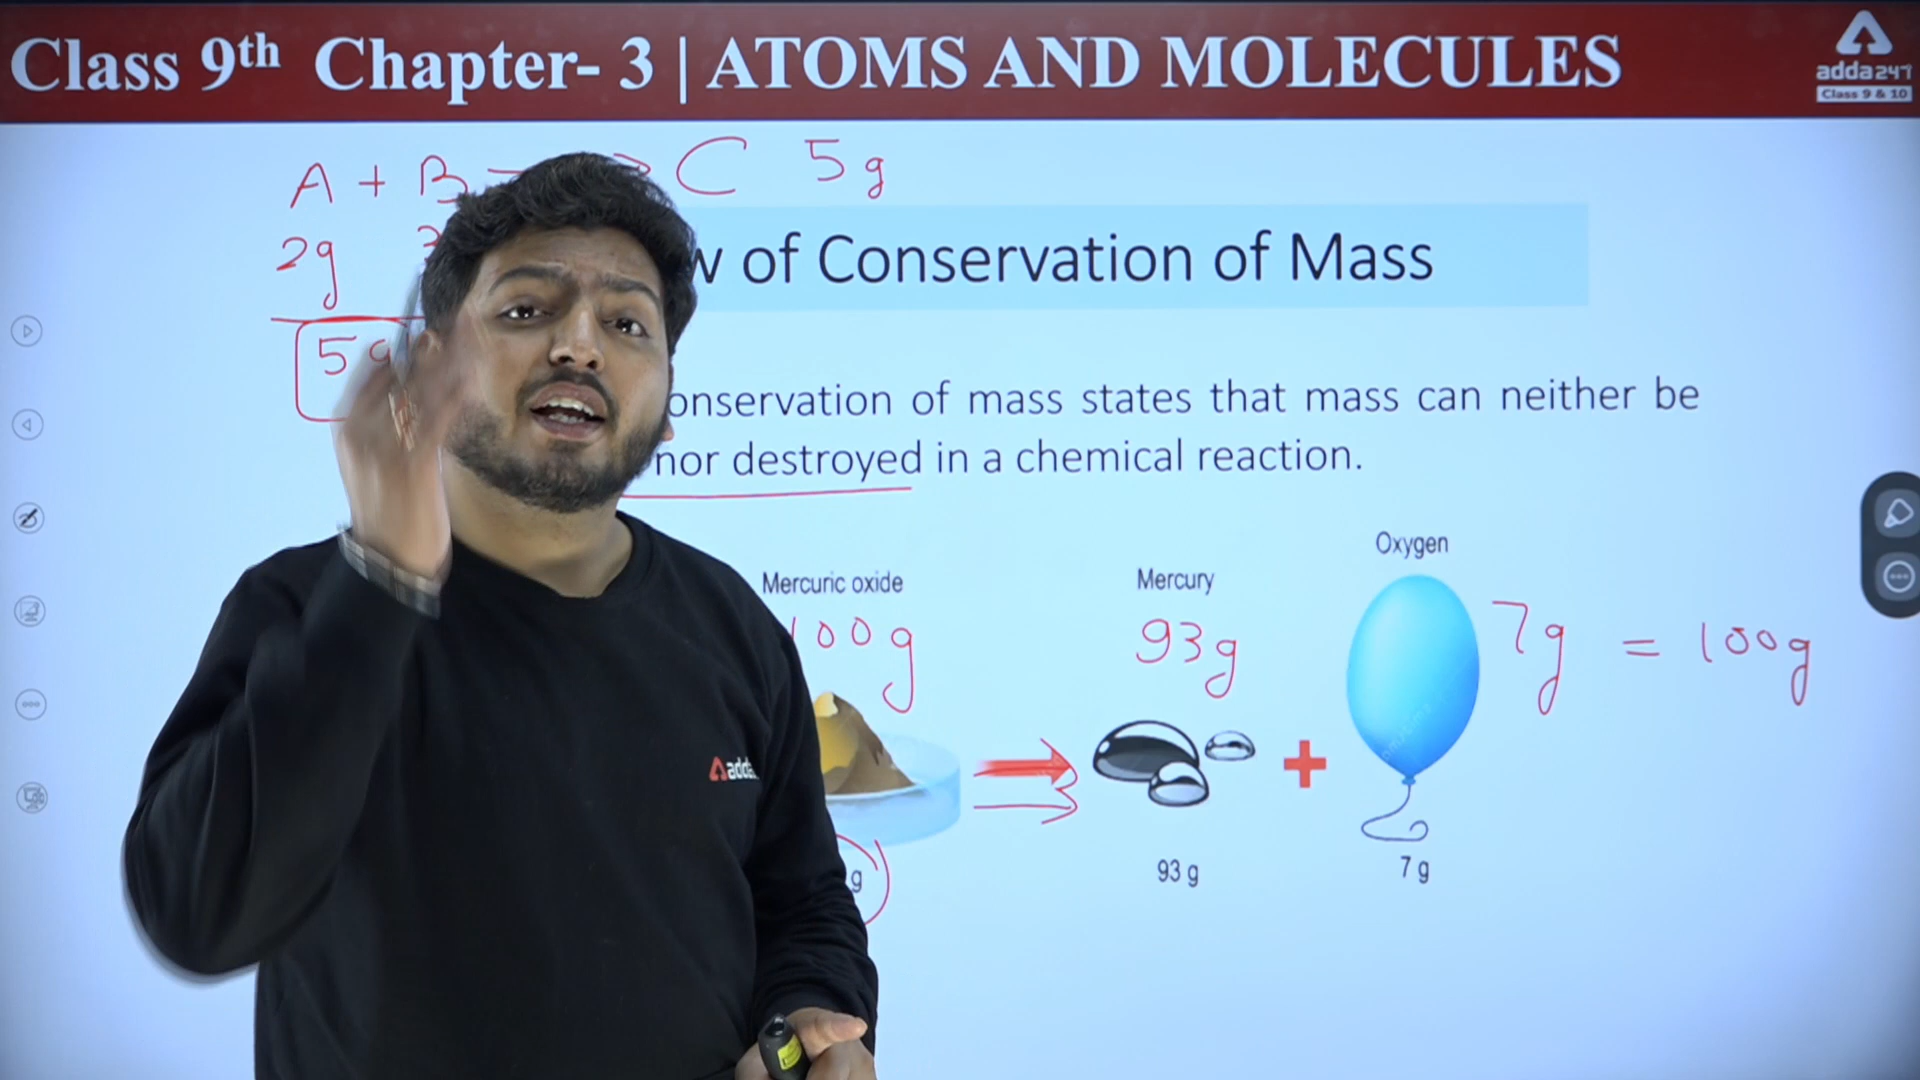 Class 9th Chapter- 3 | ATOMS AND MOLECULES
adda247
Class 9 & 10
A + B → C 5g
2g
of Conservation of Mass
5g
of mass states that mass can neither be
nor destroyed in a chemical reaction.
Oxygen
Mercuric oxide Mercury
100g 93g 7g = 100g
+
g 93 g 7 g